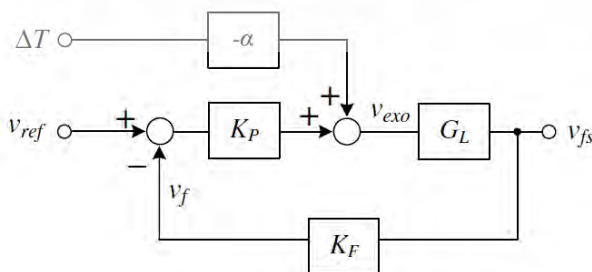 ΔT -α
+
v_ref + K_P + v_exo G_L v_fs
−
v_f
K_F